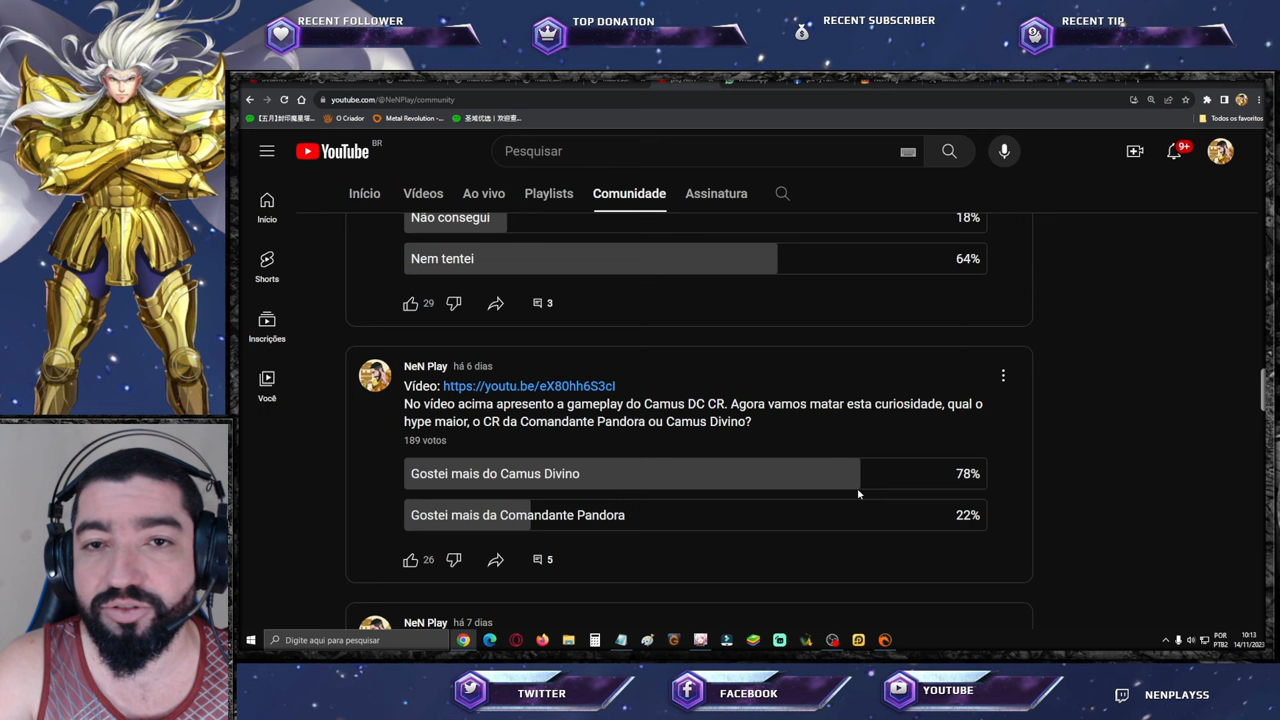 RECENT FOLLOWER
TOP DONATION
RECENT SUBSCRIBER
RECENT TIP
youtube.com/@NeNPlay/community
O Criador
Metal Revolution -...
Todos os favoritos
YouTube BR
Pesquisar
9+
Início Vídeos Ao vivo Playlists Comunidade Assinatura
Início
Shorts
Inscrições
Você
Não consegui 18%
Nem tentei 64%
29 3
NeN Play há 6 dias
Vídeo: https://youtu.be/eX80hh6S3cI
No vídeo acima apresento a gameplay do Camus DC CR. Agora vamos matar esta curiosidade, qual o
hype maior, o CR da Comandante Pandora ou Camus Divino?
189 votos
Gostei mais do Camus Divino 78%
Gostei mais da Comandante Pandora 22%
26 5
NeN Play há 7 dias
Digite aqui para pesquisar
POR
PTB2
10:13
14/11/2023
TWITTER
FACEBOOK
YOUTUBE
NENPLAYSS